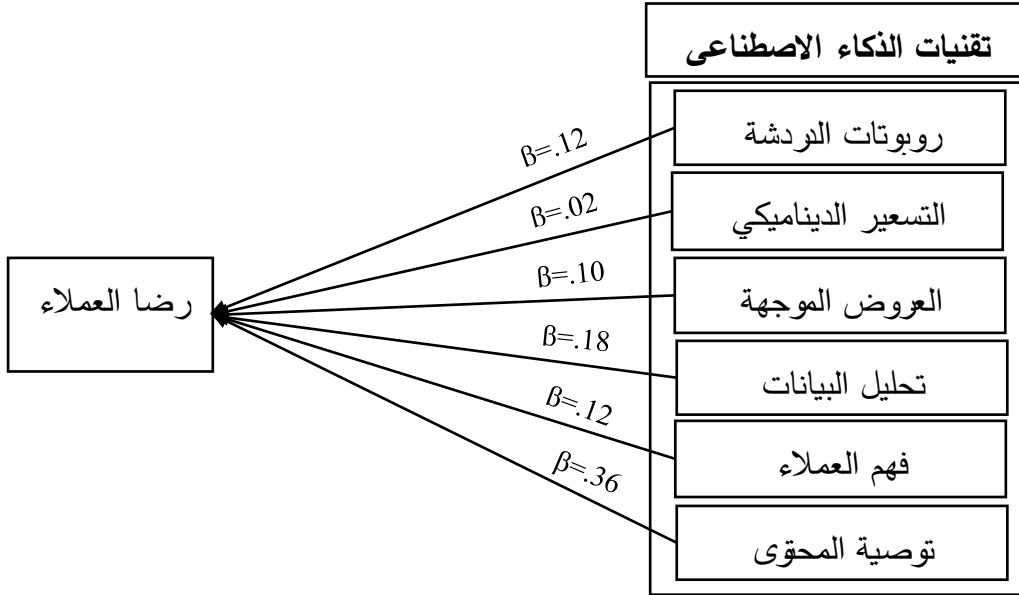 تقنيات الذكاء الاصطناعى
روبوتات الدردشة
التسعير الديناميكي
العروض الموجهة
تحليل البيانات
فهم العملاء
توصية المحتوى
β=.12
β=.02
β=.10
β=.18
β=.12
β=.36
رضا العملاء